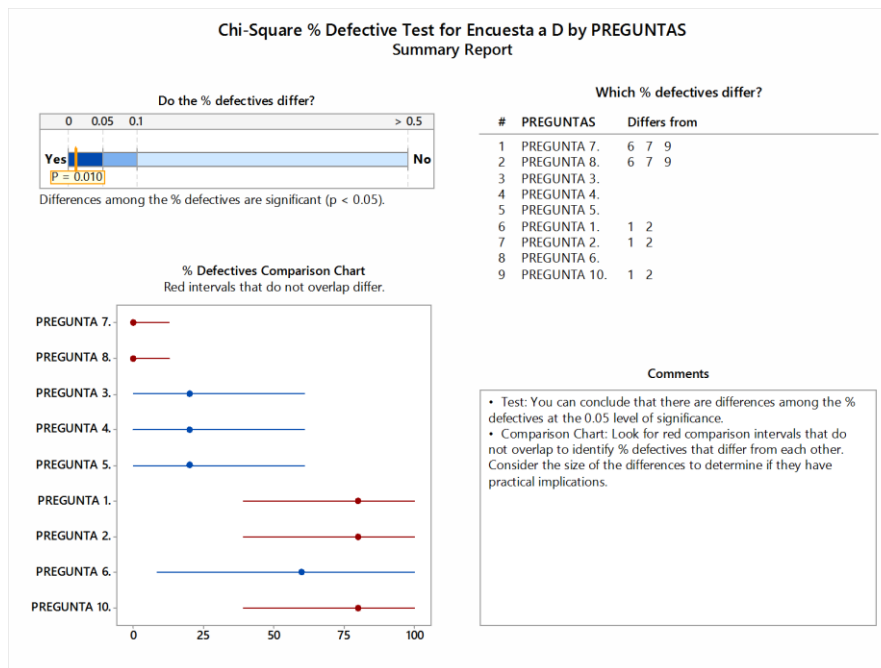 Chi-Square % Defective Test for Encuesta a D by PREGUNTAS
Summary Report
Do the % defectives differ?
0 0.05 0.1 > 0.5
Yes No
P = 0.010
Differences among the % defectives are significant (p < 0.05).
Which % defectives differ?
# PREGUNTAS Differs from
1 PREGUNTA 7. 6 7 9
2 PREGUNTA 8. 6 7 9
3 PREGUNTA 3.
4 PREGUNTA 4.
5 PREGUNTA 5.
6 PREGUNTA 1. 1 2
7 PREGUNTA 2. 1 2
8 PREGUNTA 6.
9 PREGUNTA 10. 1 2
% Defectives Comparison Chart
Red intervals that do not overlap differ.
PREGUNTA 7.
PREGUNTA 8.
PREGUNTA 3.
PREGUNTA 4.
PREGUNTA 5.
PREGUNTA 1.
PREGUNTA 2.
PREGUNTA 6.
PREGUNTA 10.
0 25 50 75 100
Comments
• Test: You can conclude that there are differences among the %
defectives at the 0.05 level of significance.
• Comparison Chart: Look for red comparison intervals that do
not overlap to identify % defectives that differ from each other.
Consider the size of the differences to determine if they have
practical implications.